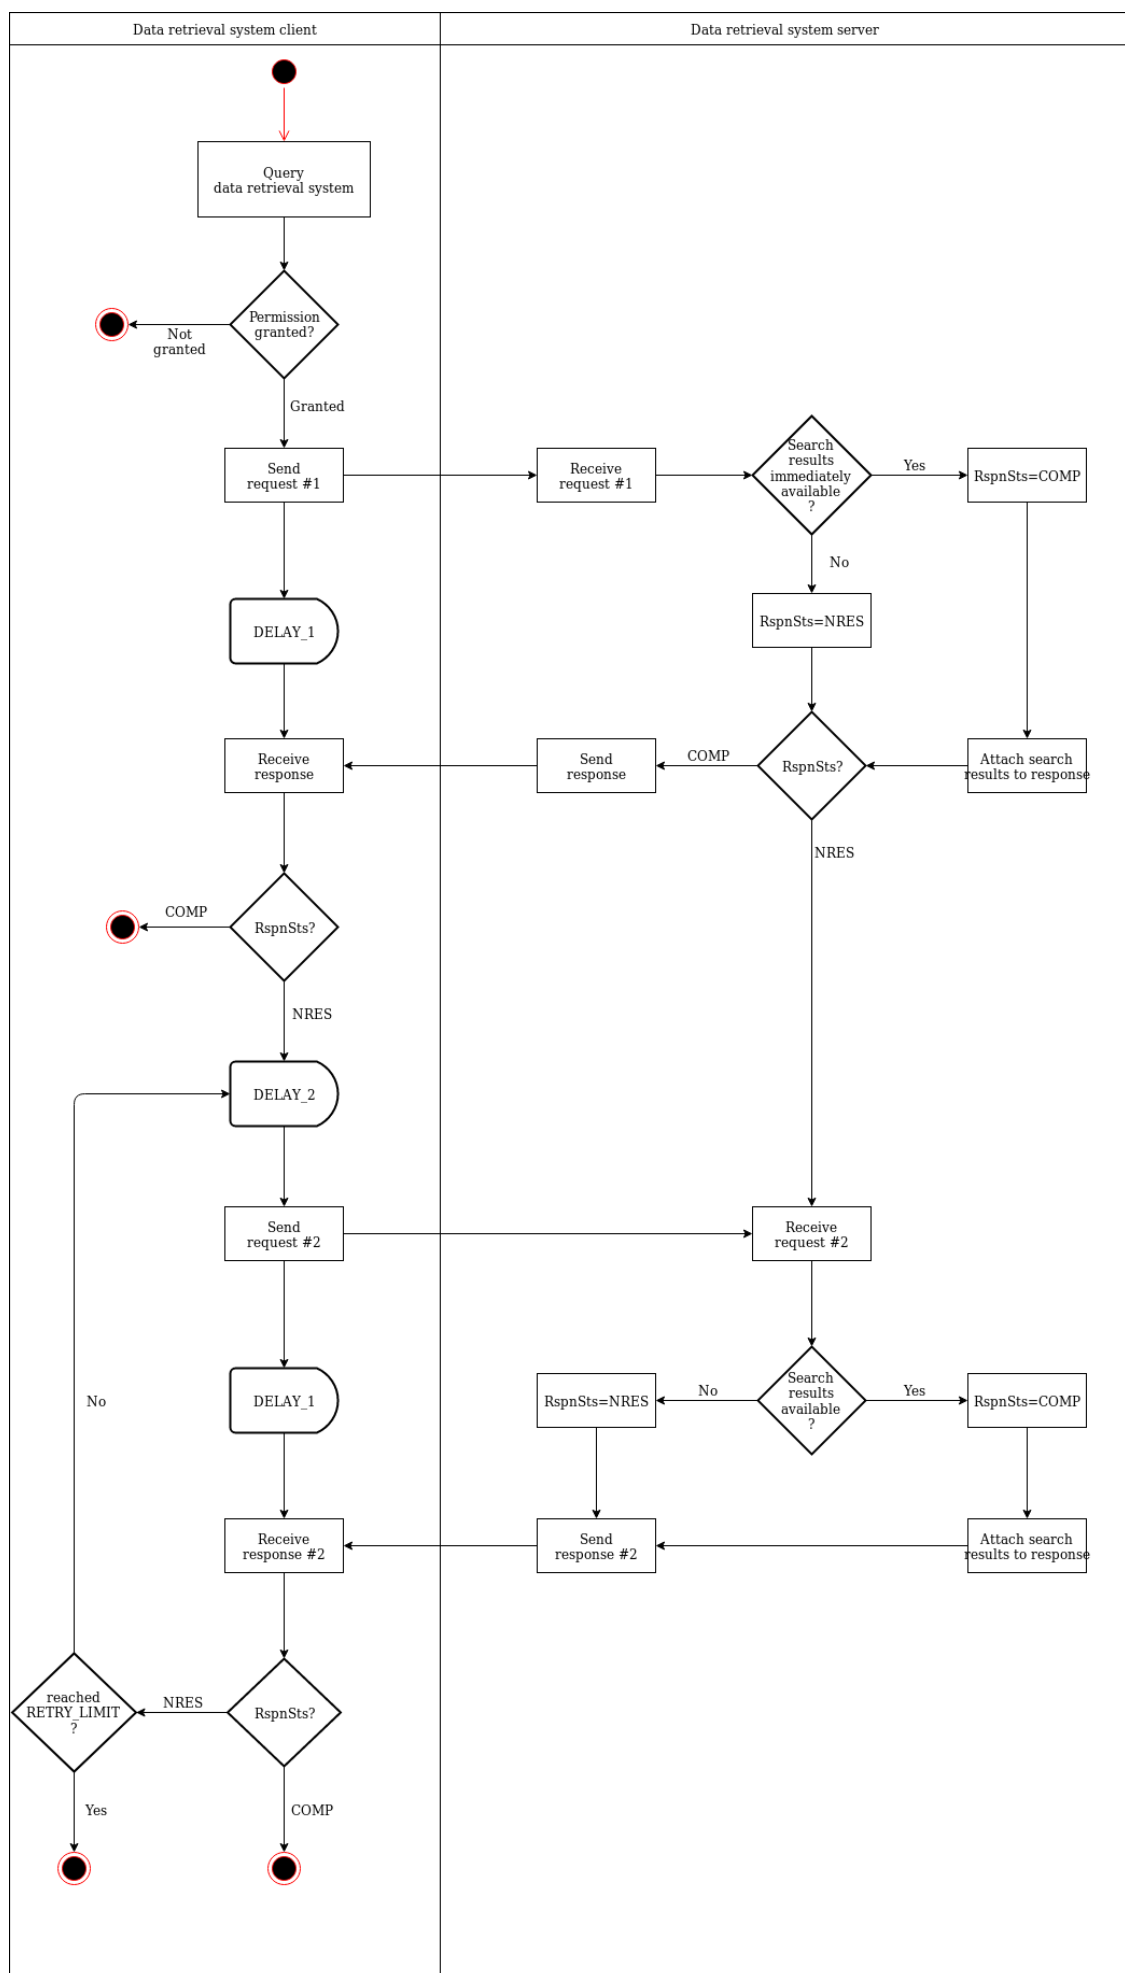 Data retrieval system client
Data retrieval system server
Query
data retrieval system
Permission
granted?
Not
granted
Granted
Send
request #1
Receive
request #1
Search
results
immediately
available
?
Yes
RspnSts=COMP
No
DELAY_1
RspnSts=NRES
Receive
response
Send
response
COMP
RspnSts?
Attach search
results to response
NRES
COMP
RspnSts?
NRES
DELAY_2
Send
request #2
Receive
request #2
No
DELAY_1
RspnSts=NRES
No
Search
results
available
?
Yes
RspnSts=COMP
Receive
response #2
Send
response #2
Attach search
results to response
reached
RETRY_LIMIT
?
NRES
RspnSts?
Yes
COMP